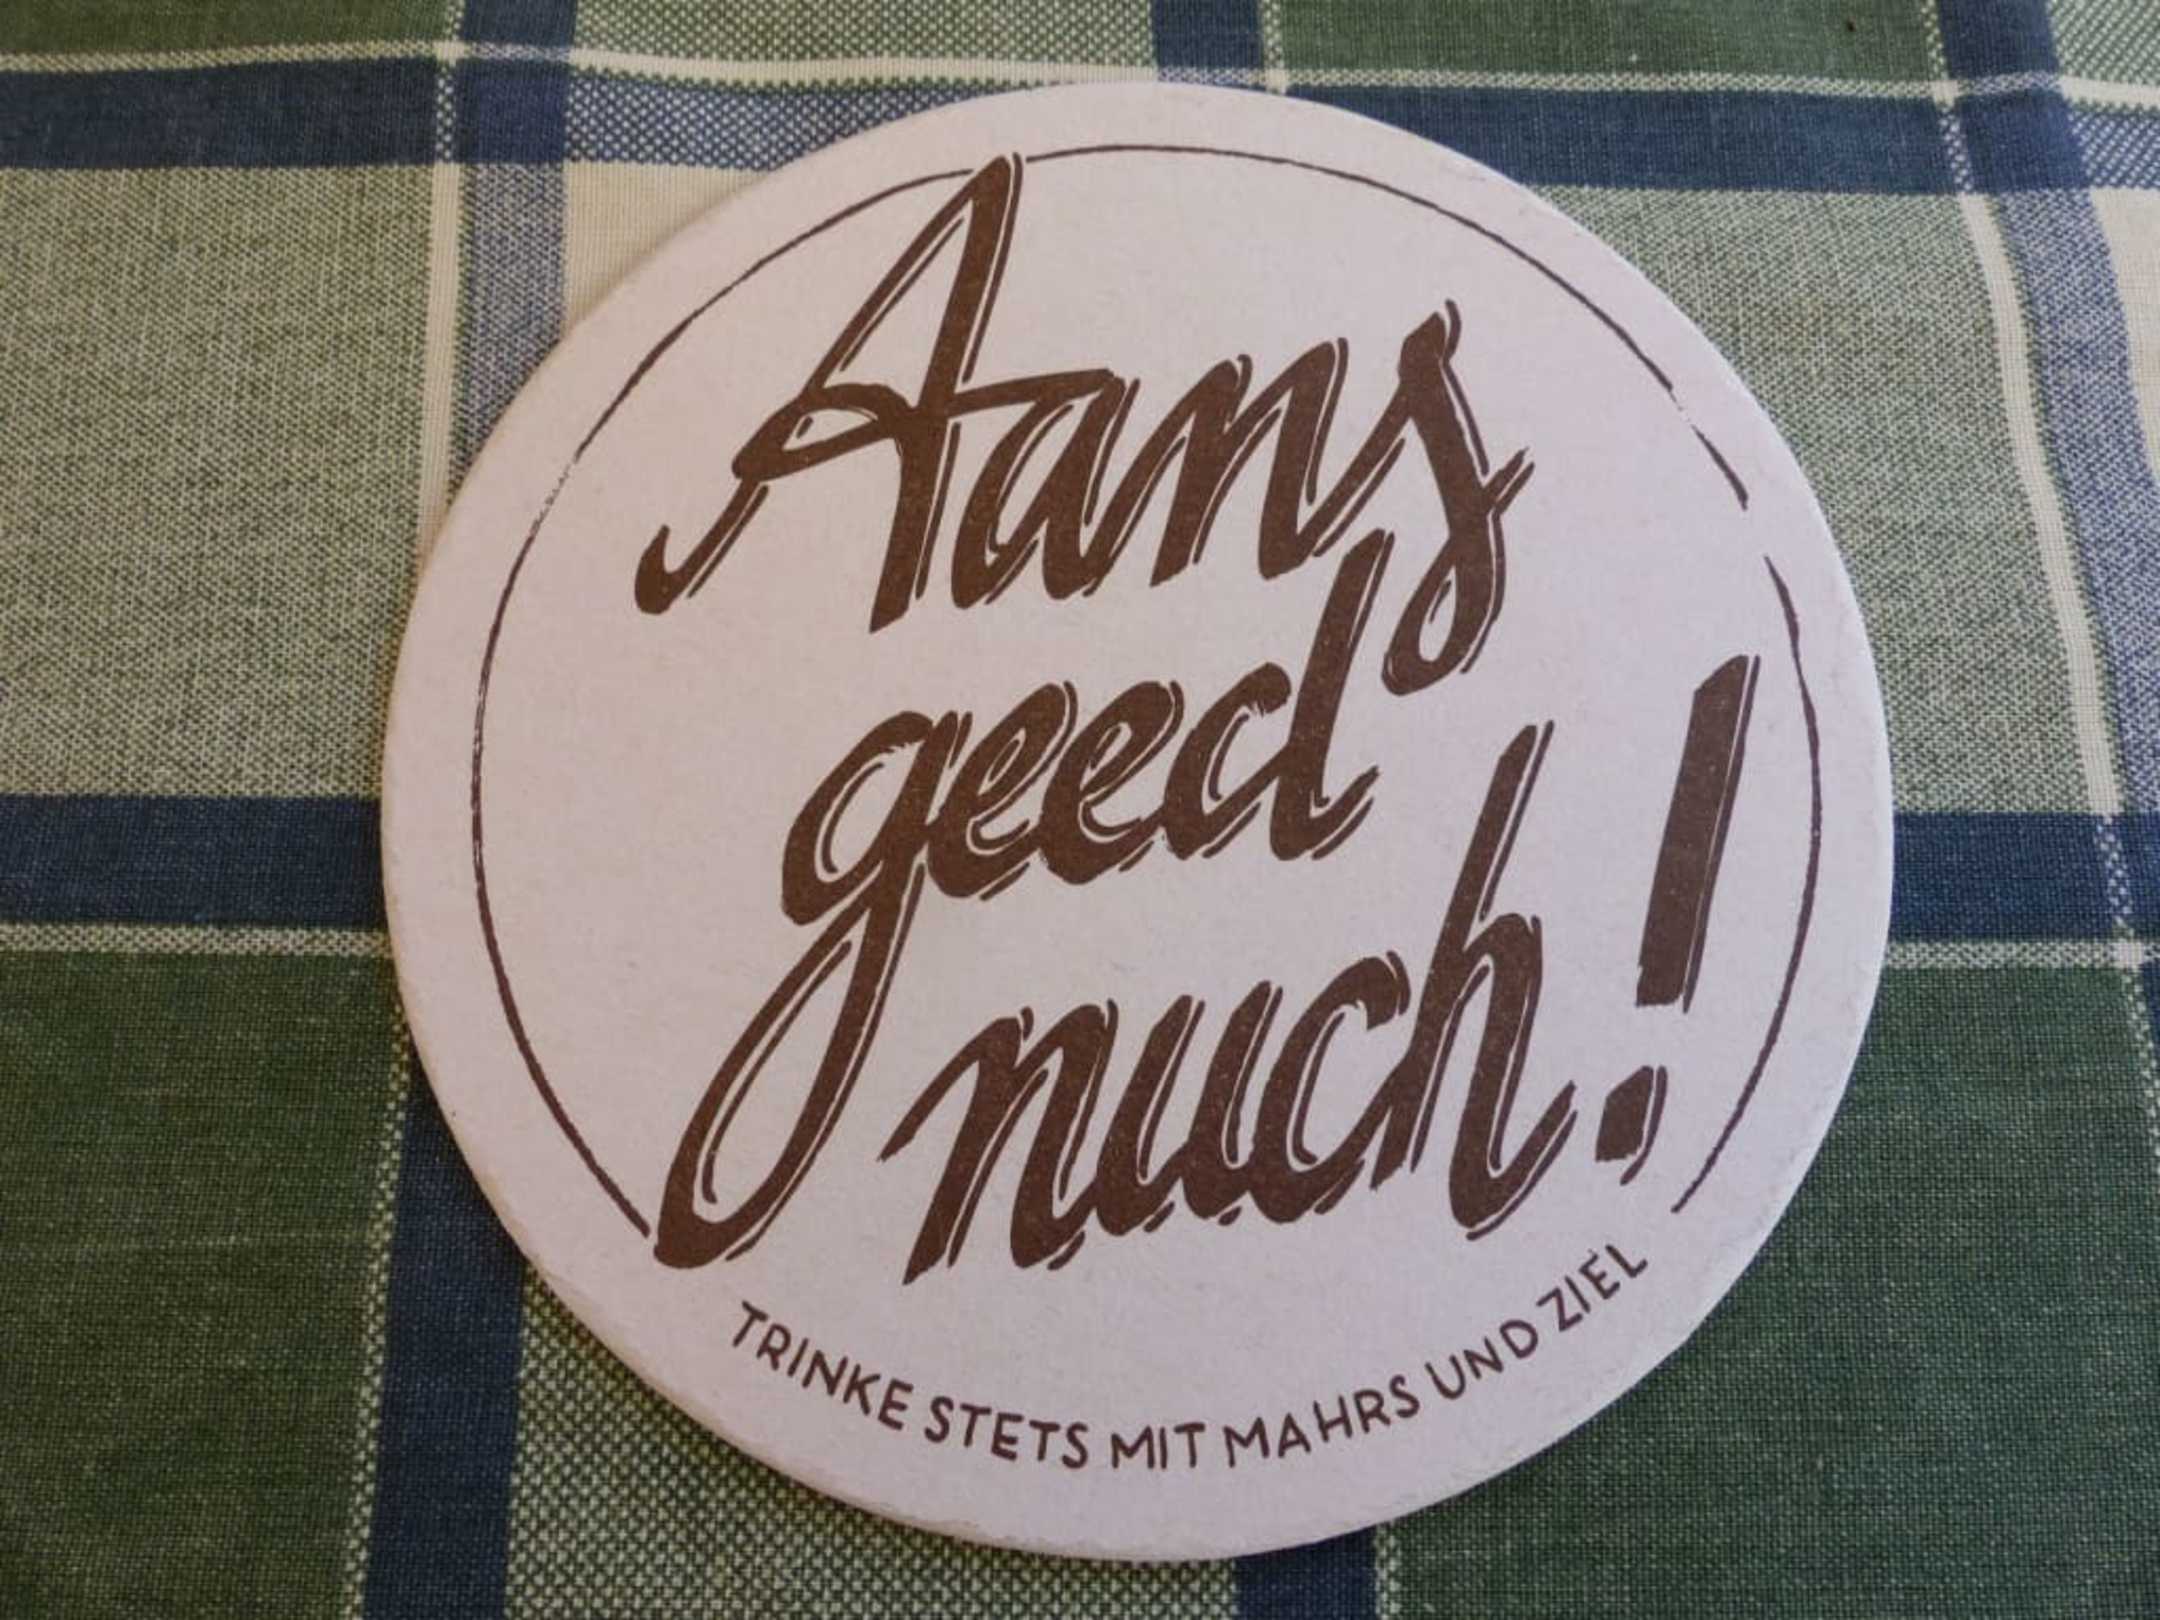 Aans
geed
nuch!
TRINKE STETS MIT MAHRS UND ZIEL